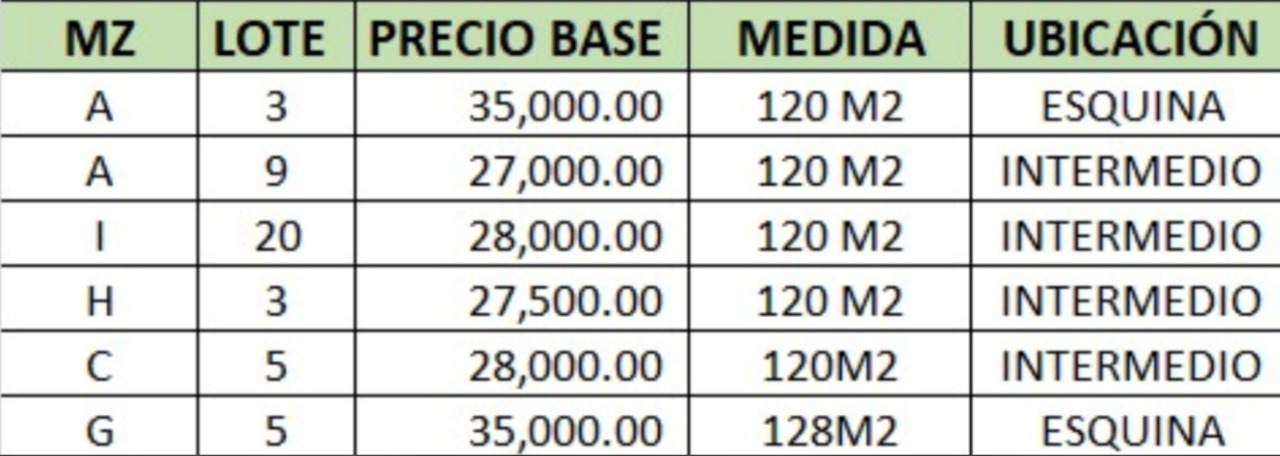 MZ LOTE PRECIO BASE MEDIDA UBICACIÓN
A 3 35,000.00 120 M2 ESQUINA
A 9 27,000.00 120 M2 INTERMEDIO
I 20 28,000.00 120 M2 INTERMEDIO
H 3 27,500.00 120 M2 INTERMEDIO
C 5 28,000.00 120M2 INTERMEDIO
G 5 35,000.00 128M2 ESQUINA